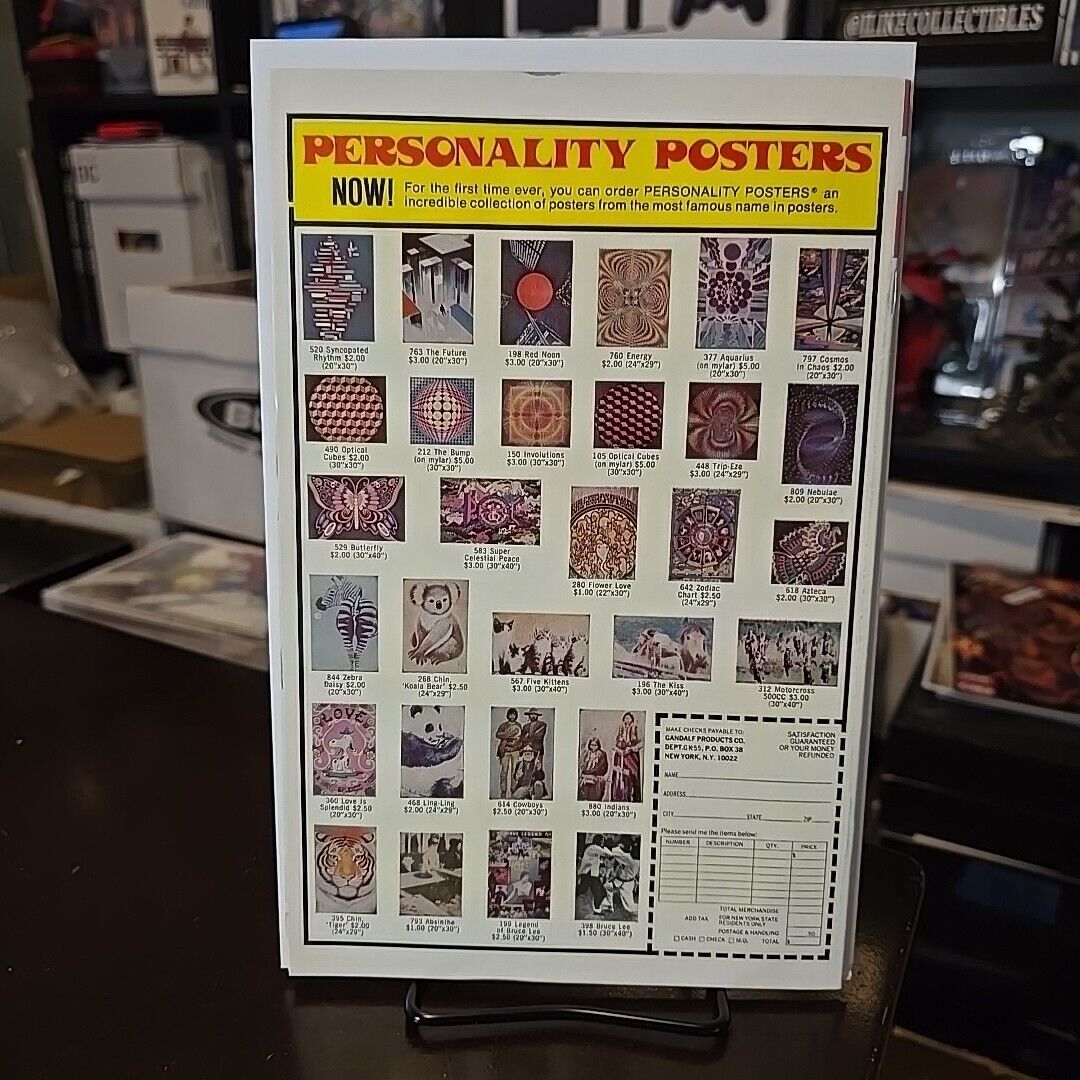 @ILIKECOLLECTIBLES
DC
PERSONALITY POSTERS
NOW! For the first time ever, you can order PERSONALITY POSTERS® an
incredible collection of posters from the most famous name in posters.
520 Syncopated
Rhythm $2.00
(20"x30")
763 The Future
$3.00 (20"x30")
198 Red Noon
$3.00 (20"x30")
760 Energy
$2.00 (24"x29")
377 Aquarius
(on mylar) $5.00
(20"x30")
797 Cosmos
In Chaos $2.00
(20"x30")
490 Optical
Cubes $2.00
(30"x30")
212 The Bump
(on mylar) $5.00
(30"x30")
150 Involutions
$3.00 (30"x30")
105 Optical Cubes
(on mylar) $5.00
(30"x30")
448 Trip-Eze
$3.00 (24"x29")
809 Nebulae
$2.00 (20"x30")
529 Butterfly
$2.00 (30"x40")
583 Super
Celestial Peace
$3.00 (30"x40")
280 Flower Love
$1.00 (22"x30")
642 Zodiac
Chart $2.50
(24"x29")
618 Azteca
$2.00 (30"x30")
844 Zebra
Daisy $2.00
(20"x30")
268 Chin,
'Koala Bear' $2.50
(24"x29")
567 Five Kittens
$3.00 (30"x40")
196 The Kiss
$3.00 (30"x40")
312 Motorcross
500CC $3.00
(30"x40")
LOVE
360 Love Is
Splendid $2.50
(20"x30")
468 Ling-Ling
$2.00 (24"x29")
614 Cowboys
$2.50 (20"x30")
880 Indians
$3.00 (20"x30")
395 Chin,
'Tiger' $2.00
(24"x29")
793 Absinthe
$1.00 (20"x30")
THE LEGEND OF
199 Legend
of Bruce Lee
$2.50 (20"x30")
398 Bruce Lee
$1.50 (30"x40")
MAKE CHECKS PAYABLE TO:
GANDALF PRODUCTS CO.
DEPT.GK55, P.O. BOX 38
NEW YORK, N.Y. 10022
SATISFACTION
GUARANTEED
OR YOUR MONEY
REFUNDED
NAME
ADDRESS
CITY STATE ZIP
Please send me the items below:
NUMBER DESCRIPTION QTY. PRICE
$
TOTAL MERCHANDISE
ADD TAX FOR NEW YORK STATE
RESIDENTS ONLY
POSTAGE & HANDLING .50
CASH CHECK M.O. TOTAL $